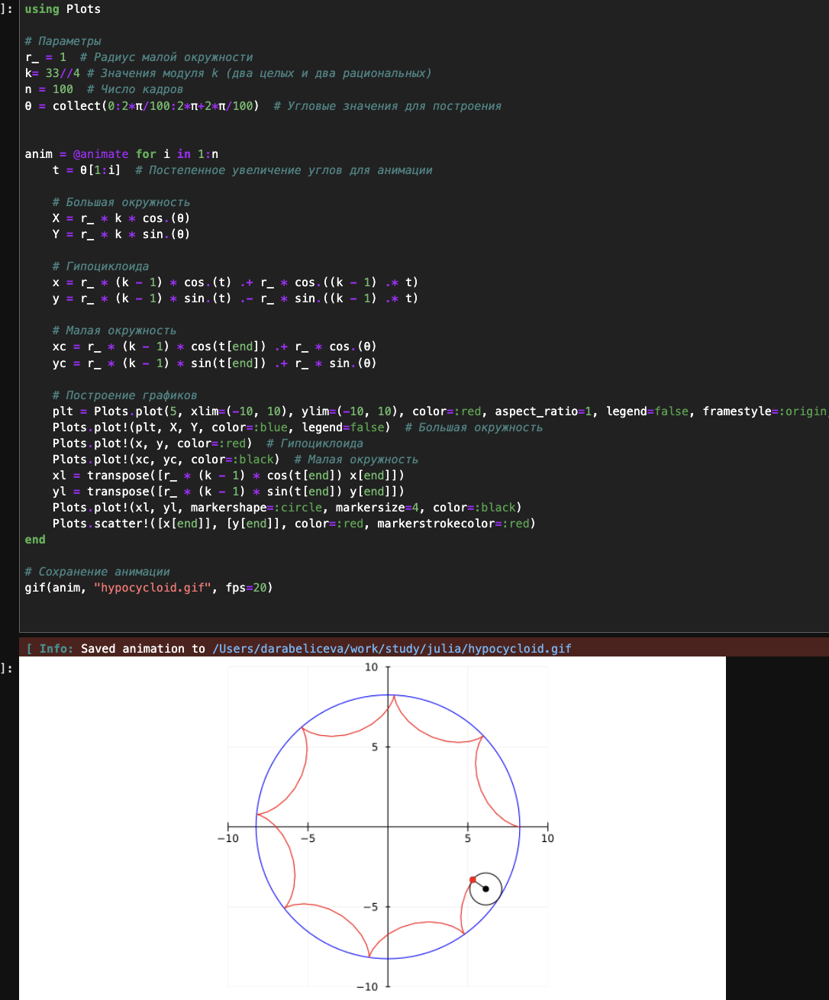 ]:
using Plots
# Параметры
r_ = 1  # Радиус малой окружности
k= 33//4 # Значения модуля k (два целых и два рациональных)
n = 100  # Число кадров
θ = collect(0:2*π/100:2*π+2*π/100)  # Угловые значения для построения
anim = @animate for i in 1:n
    t = θ[1:i]  # Постепенное увеличение углов для анимации
    # Большая окружность
    X = r_ * k * cos.(θ)
    Y = r_ * k * sin.(θ)
    # Гипоциклоида
    x = r_ * (k - 1) * cos.(t) .+ r_ * cos.((k - 1) .* t)
    y = r_ * (k - 1) * sin.(t) .- r_ * sin.((k - 1) .* t)
    # Малая окружность
    xc = r_ * (k - 1) * cos(t[end]) .+ r_ * cos.(θ)
    yc = r_ * (k - 1) * sin(t[end]) .+ r_ * sin.(θ)
    # Построение графиков
    plt = Plots.plot(5, xlim=(-10, 10), ylim=(-10, 10), color=:red, aspect_ratio=1, legend=false, framestyle=:origin
    Plots.plot!(plt, X, Y, color=:blue, legend=false)  # Большая окружность
    Plots.plot!(x, y, color=:red)  # Гипоциклоида
    Plots.plot!(xc, yc, color=:black)  # Малая окружность
    xl = transpose([r_ * (k - 1) * cos(t[end]) x[end]])
    yl = transpose([r_ * (k - 1) * sin(t[end]) y[end]])
    Plots.plot!(xl, yl, markershape=:circle, markersize=4, color=:black)
    Plots.scatter!([x[end]], [y[end]], color=:red, markerstrokecolor=:red)
end
# Сохранение анимации
gif(anim, "hypocycloid.gif", fps=20)
[ Info: Saved animation to /Users/darabeliceva/work/study/julia/hypocycloid.gif
]:
10
5
−10 −5 5 10
−5
−10